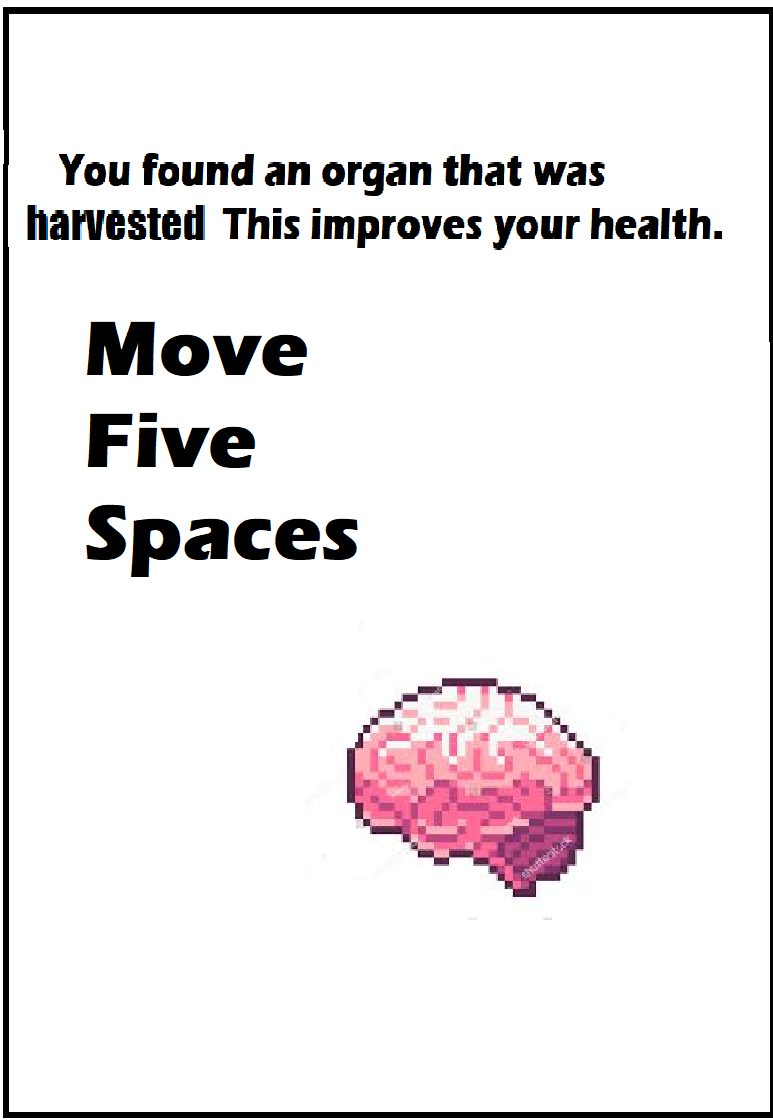 You found an organ that was
harvested This improves your health.
Move
Five
Spaces
shutterstock